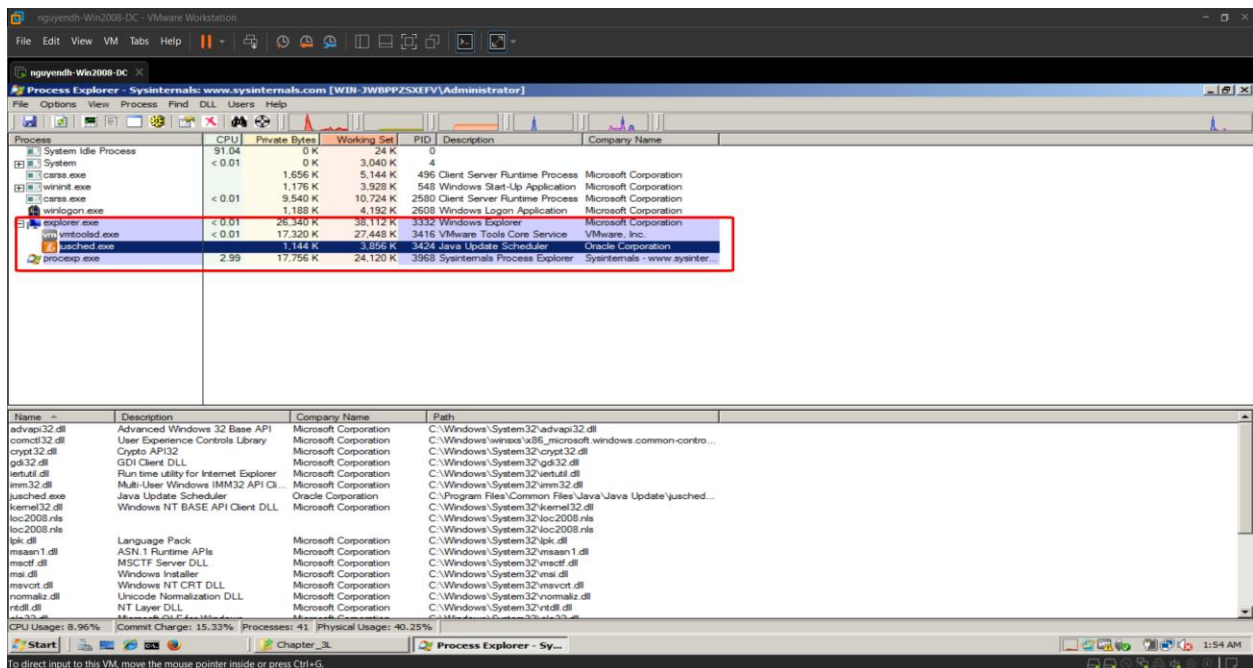 nguyendh-Win2008-DC - VMware Workstation
File Edit View VM Tabs Help
nguyendh-Win2008-DC
Process Explorer - Sysinternals: www.sysinternals.com [WIN-JWBPPZSXEFV\Administrator]
File Options View Process Find DLL Users Help
Process CPU Private Bytes Working Set PID Description Company Name
System Idle Process 91.04 0 K 24 K 0
System < 0.01 0 K 3,040 K 4
csrss.exe 1,656 K 5,144 K 496 Client Server Runtime Process Microsoft Corporation
wininit.exe 1,176 K 3,928 K 548 Windows Start-Up Application Microsoft Corporation
csrss.exe < 0.01 9,540 K 10,724 K 2580 Client Server Runtime Process Microsoft Corporation
winlogon.exe 1,188 K 4,192 K 2608 Windows Logon Application Microsoft Corporation
explorer.exe < 0.01 26,340 K 38,112 K 3332 Windows Explorer Microsoft Corporation
vmtoolsd.exe < 0.01 17,320 K 27,448 K 3416 VMware Tools Core Service VMware, Inc.
jusched.exe 1,144 K 3,856 K 3424 Java Update Scheduler Oracle Corporation
procexp.exe 2.99 17,756 K 24,120 K 3968 Sysinternals Process Explorer Sysinternals - www.sysinter...
Name Description Company Name Path
advapi32.dll Advanced Windows 32 Base API Microsoft Corporation C:\Windows\System32\advapi32.dll
comctl32.dll User Experience Controls Library Microsoft Corporation C:\Windows\winsxs\x86_microsoft.windows.common-contro...
crypt32.dll Crypto API32 Microsoft Corporation C:\Windows\System32\crypt32.dll
gdi32.dll GDI Client DLL Microsoft Corporation C:\Windows\System32\gdi32.dll
iertutil.dll Run time utility for Internet Explorer Microsoft Corporation C:\Windows\System32\iertutil.dll
imm32.dll Multi-User Windows IMM32 API Cli... Microsoft Corporation C:\Windows\System32\imm32.dll
jusched.exe Java Update Scheduler Oracle Corporation C:\Program Files\Common Files\Java\Java Update\jusched...
kernel32.dll Windows NT BASE API Client DLL Microsoft Corporation C:\Windows\System32\kernel32.dll
loc2008.nls C:\Windows\System32\loc2008.nls
loc2008.nls C:\Windows\System32\loc2008.nls
lpk.dll Language Pack Microsoft Corporation C:\Windows\System32\lpk.dll
msasn1.dll ASN.1 Runtime APIs Microsoft Corporation C:\Windows\System32\msasn1.dll
msctf.dll MSCTF Server DLL Microsoft Corporation C:\Windows\System32\msctf.dll
msi.dll Windows Installer Microsoft Corporation C:\Windows\System32\msi.dll
msvcrt.dll Windows NT CRT DLL Microsoft Corporation C:\Windows\System32\msvcrt.dll
normaliz.dll Unicode Normalization DLL Microsoft Corporation C:\Windows\System32\normaliz.dll
ntdll.dll NT Layer DLL Microsoft Corporation C:\Windows\System32\ntdll.dll
CPU Usage: 8.96% Commit Charge: 15.33% Processes: 41 Physical Usage: 40.25%
Start Chapter_3L Process Explorer - Sy... 1:54 AM
To direct input to this VM, move the mouse pointer inside or press Ctrl+G.